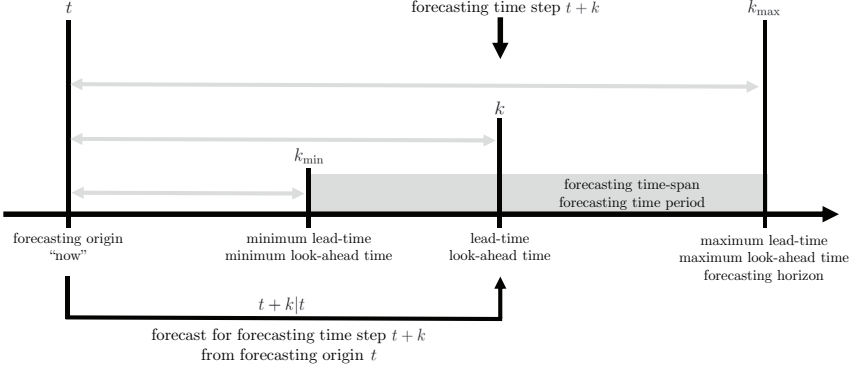 t
forecasting time step t + k
k_max
k
k_min
forecasting time-span
forecasting time period
forecasting origin
“now”
minimum lead-time
minimum look-ahead time
lead-time
look-ahead time
maximum lead-time
maximum look-ahead time
forecasting horizon
t + k|t
forecast for forecasting time step t + k
from forecasting origin t